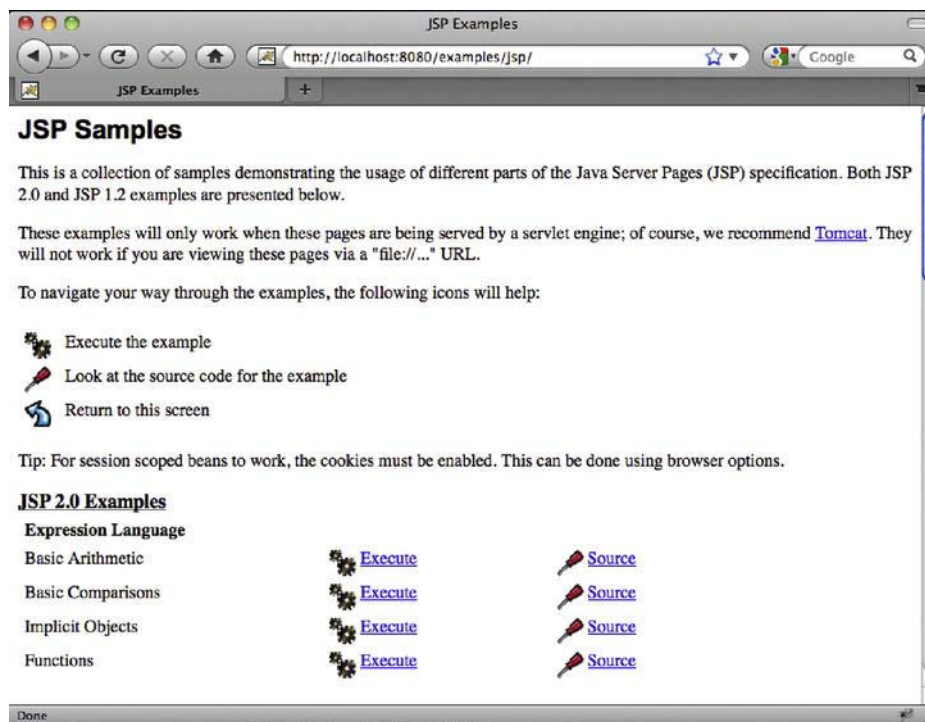 JSP Examples
http://localhost:8080/examples/jsp/
Google
JSP Examples +
JSP Samples
This is a collection of samples demonstrating the usage of different parts of the Java Server Pages (JSP) specification. Both JSP
2.0 and JSP 1.2 examples are presented below.
These examples will only work when these pages are being served by a servlet engine; of course, we recommend Tomcat. They
will not work if you are viewing these pages via a "file://..." URL.
To navigate your way through the examples, the following icons will help:
Execute the example
Look at the source code for the example
Return to this screen
Tip: For session scoped beans to work, the cookies must be enabled. This can be done using browser options.
JSP 2.0 Examples
Expression Language
Basic Arithmetic Execute Source
Basic Comparisons Execute Source
Implicit Objects Execute Source
Functions Execute Source
Done